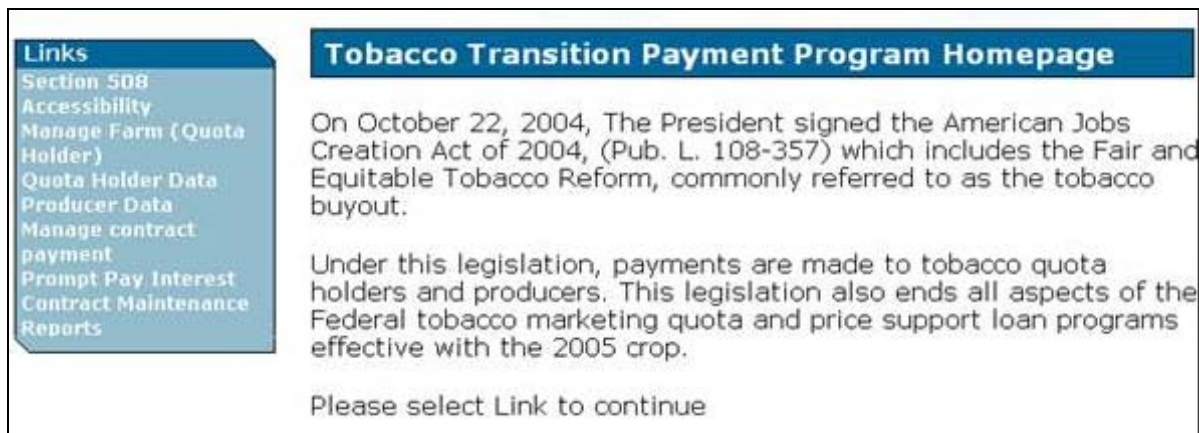 Links
Section 508
Accessibility
Manage Farm (Quota
Holder)
Quota Holder Data
Producer Data
Manage contract
payment
Prompt Pay Interest
Contract Maintenance
Reports
Tobacco Transition Payment Program Homepage
On October 22, 2004, The President signed the American Jobs
Creation Act of 2004, (Pub. L. 108-357) which includes the Fair and
Equitable Tobacco Reform, commonly referred to as the tobacco
buyout.
Under this legislation, payments are made to tobacco quota
holders and producers. This legislation also ends all aspects of the
Federal tobacco marketing quota and price support loan programs
effective with the 2005 crop.
Please select Link to continue